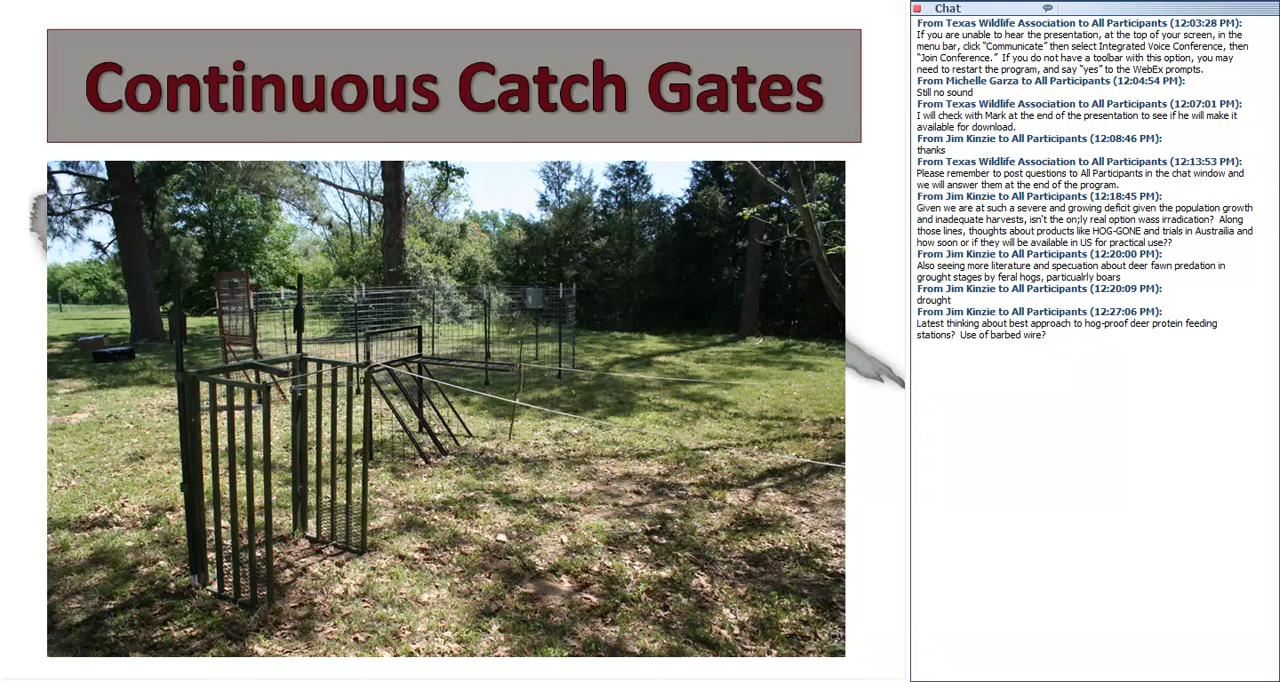 Continuous Catch Gates
Chat
From Texas Wildlife Association to All Participants (12:03:28 PM):
If you are unable to hear the presentation, at the top of your screen, in the
menu bar, click “Communicate” then select Integrated Voice Conference, then
“Join Conference.”  If you do not have a toolbar with this option, you may
need to restart the program, and say “yes” to the WebEx prompts.
From Michelle Garza to All Participants (12:04:54 PM):
Still no sound
From Texas Wildlife Association to All Participants (12:07:01 PM):
I will check with Mark at the end of the presentation to see if he will make it
available for download.
From Jim Kinzie to All Participants (12:08:46 PM):
thanks
From Texas Wildlife Association to All Participants (12:13:53 PM):
Please remember to post questions to All Participants in the chat window and
we will answer them at the end of the program.
From Jim Kinzie to All Participants (12:18:45 PM):
Given we are at such a severe and growing deficit given the population growth
and inadequate harvests, isn't the on;ly real option wass irradication?  Along
those lines, thoughts about products like HOG-GONE and trials in Austrailia and
how soon or if they will be available in US for practical use??
From Jim Kinzie to All Participants (12:20:00 PM):
Also seeing more literature and specuation about deer fawn predation in
grought stages by feral hogs, particualrly boars
From Jim Kinzie to All Participants (12:20:09 PM):
drought
From Jim Kinzie to All Participants (12:27:06 PM):
Latest thinking about best approach to hog-proof deer protein feeding
stations?  Use of barbed wire?